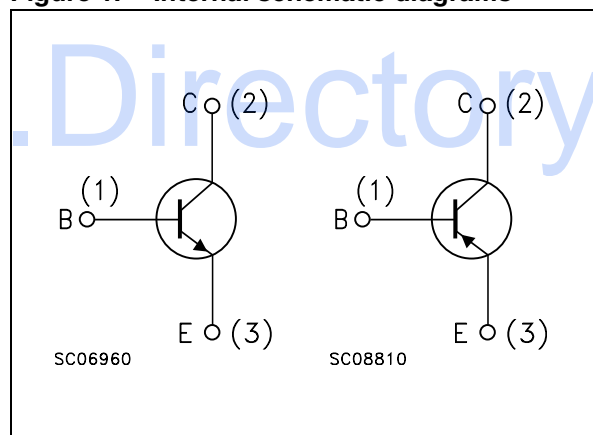 Figure 1. Internal schematic diagrams
.Directory
C (2) C (2)
(1) (1)
B B
E (3) E (3)
SC06960 SC08810